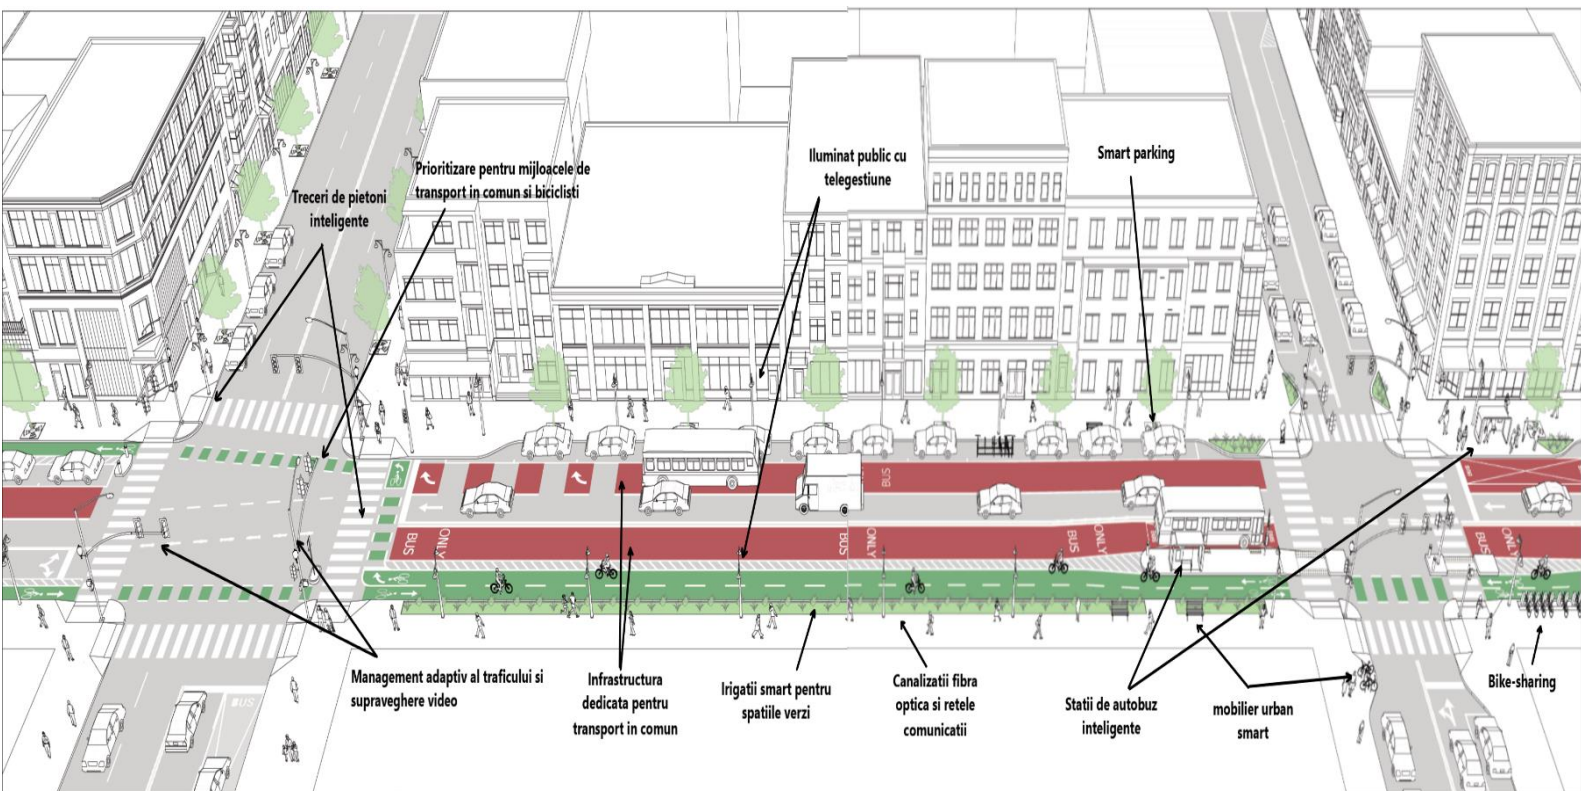 Treceri de pietoni
inteligente
Prioritizare pentru mijloacele de
transport in comun si biciclisti
Iluminat public cu
telegestiune
Smart parking
BUS
BUS
ONLY
BUS
ONLY
BUS
ONLY
BUS
ONLY
BUS
Management adaptiv al traficului si
supraveghere video
Infrastructura
dedicata pentru
transport in comun
Irigatii smart pentru
spatiile verzi
Canalizatii fibra
optica si retele
comunicatii
Statii de autobuz
inteligente
mobilier urban
smart
Bike-sharing